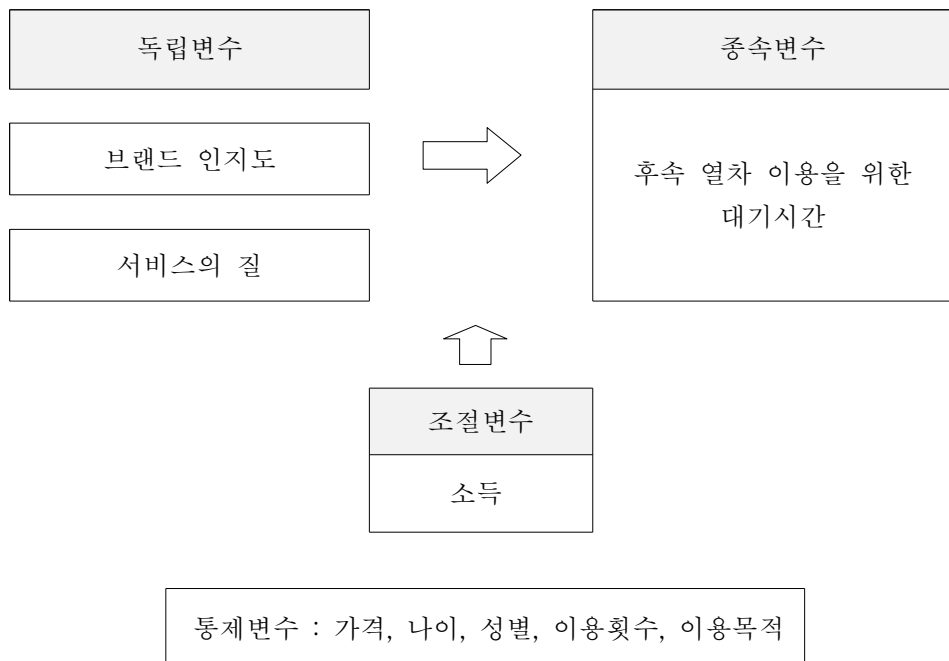 독립변수
종속변수
브랜드 인지도
서비스의 질
후속 열차 이용을 위한
대기시간
조절변수
소득
통제변수 : 가격, 나이, 성별, 이용횟수, 이용목적